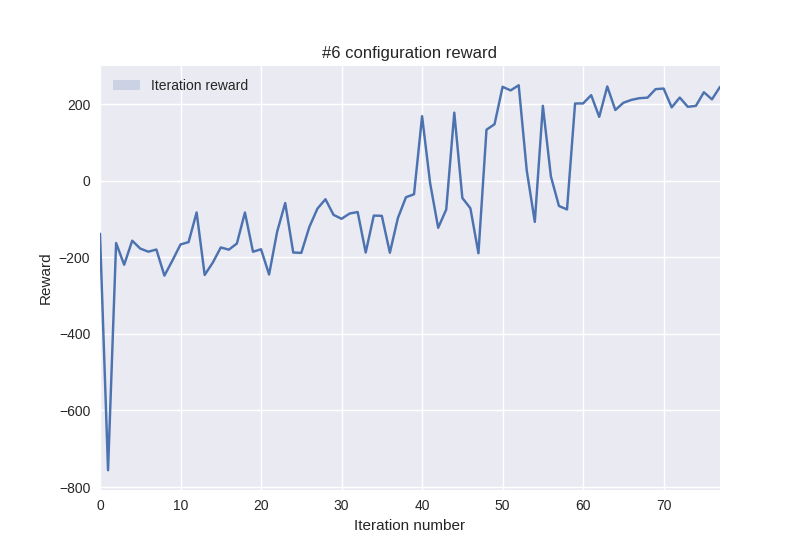 #6 configuration reward
Iteration reward
200
0
−200
−400
−600
−800
Reward
0 10 20 30 40 50 60 70
Iteration number